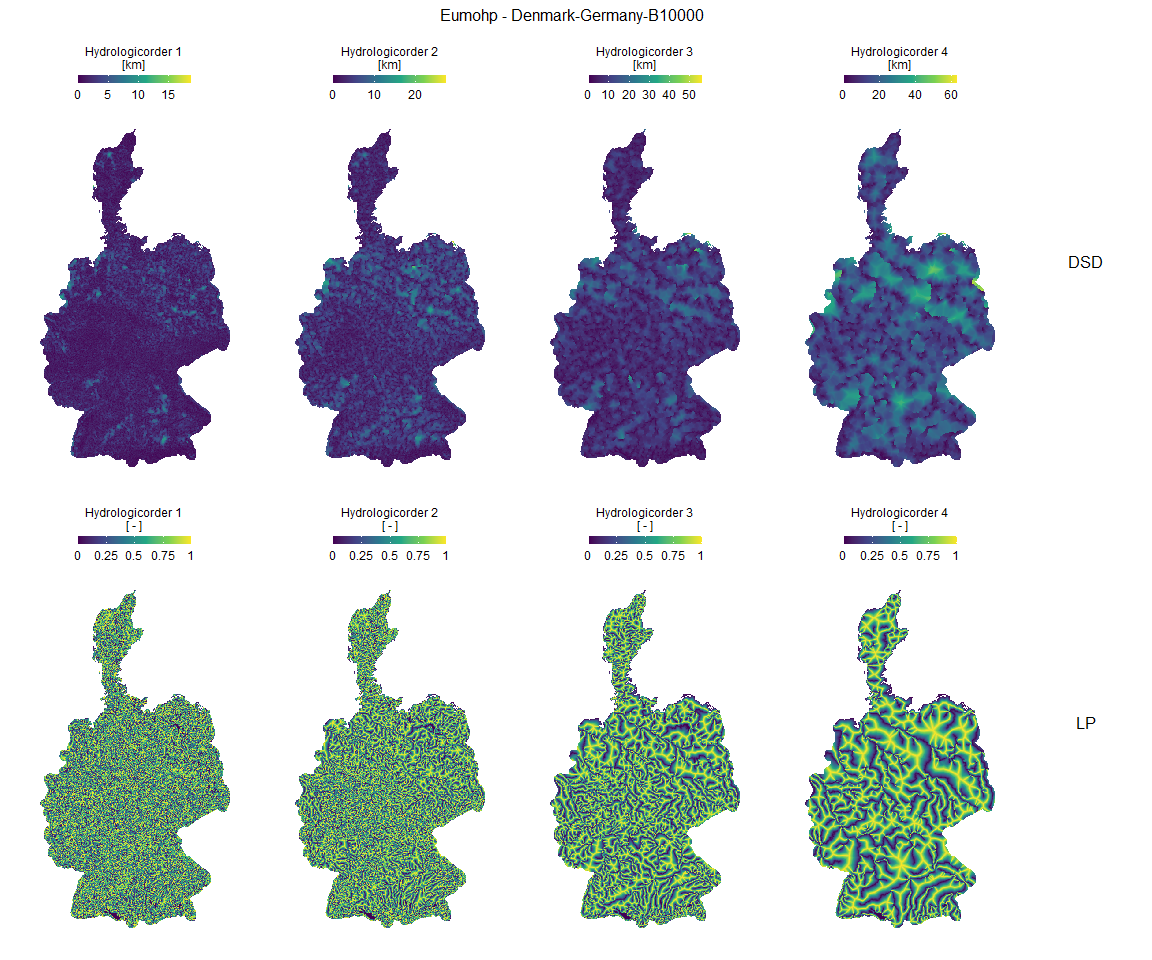 Eumohp - Denmark-Germany-B10000
Hydrologicorder 1
[km]
0 5 10 15
Hydrologicorder 2
[km]
0 10 20
Hydrologicorder 3
[km]
0 10 20 30 40 50
Hydrologicorder 4
[km]
0 20 40 60
DSD
Hydrologicorder 1
[ - ]
0 0.25 0.5 0.75 1
Hydrologicorder 2
[ - ]
0 0.25 0.5 0.75 1
Hydrologicorder 3
[ - ]
0 0.25 0.5 0.75 1
Hydrologicorder 4
[ - ]
0 0.25 0.5 0.75 1
LP